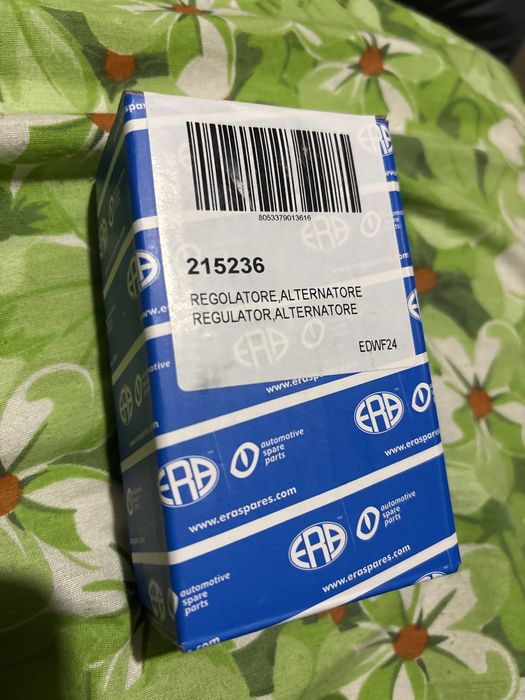 8053379013616
215236
REGOLATORE,ALTERNATORE
REGULATOR,ALTERNATORE
EDWF24
ERA
www.eraspares.com
ERA
automotive
spare
parts
www.eraspares.com
ERA
automotive
spare
parts
www.eraspares.com
automotive
spare
parts